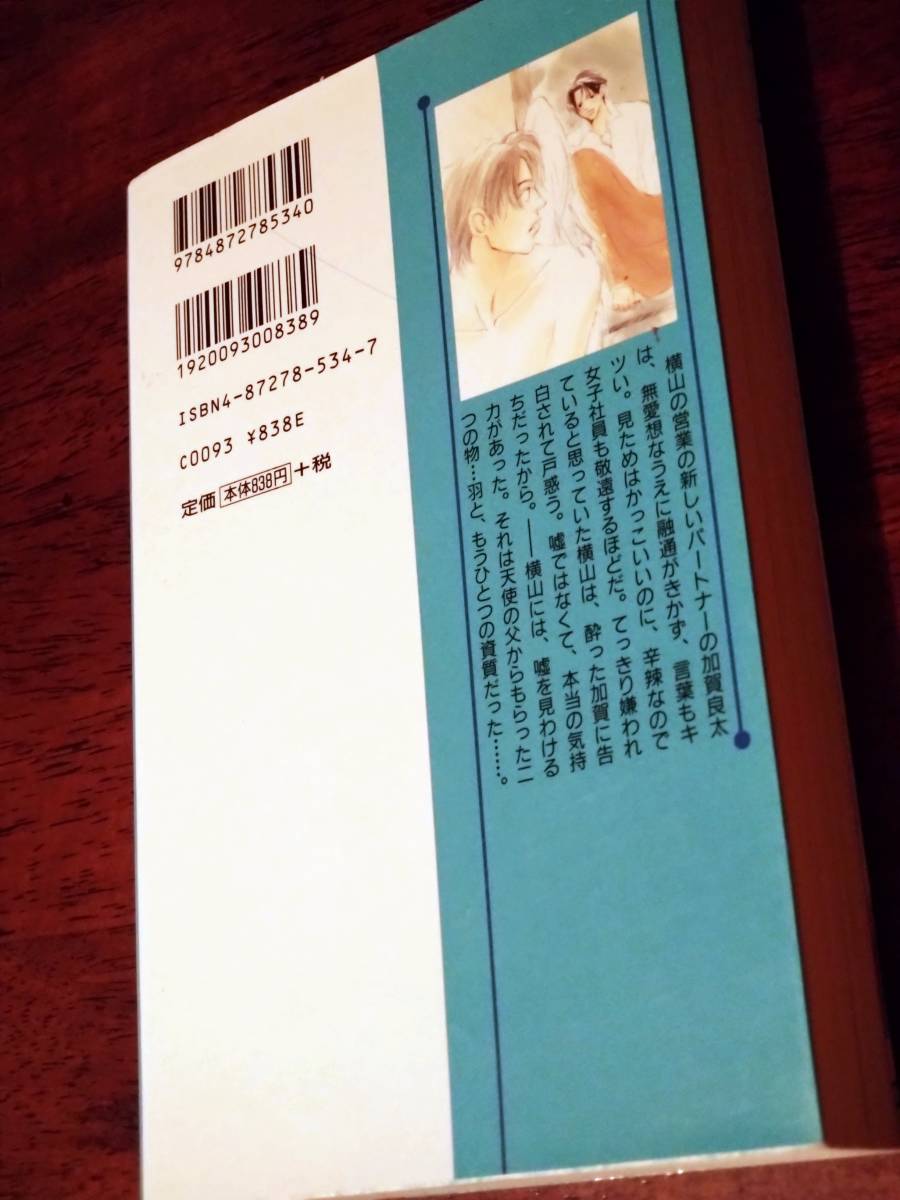 9784872785340
1920093008389
ISBN4-87278-534-7
C0093 ¥838E
定価 本体838円 +税
横山の営業の新しいパートナーの加賀良太
は、無愛想なうえに融通がきかず、言葉もキ
ツい。見ためはかっこいいのに、辛辣なので
女子社員も敬遠するほどだ。てっきり嫌われ
ていると思っていた横山は、酔った加賀に告
白されて戸惑う。嘘ではなくて、本当の気持
ちだったから。――横山には、嘘を見わける
力があった。それは天使の父からもらった二
つの物…羽と、もうひとつの資質だった……。